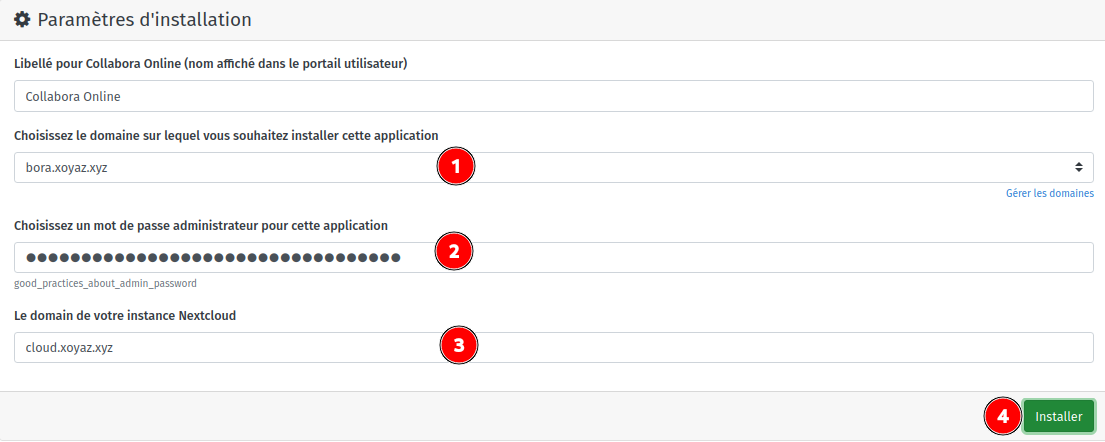 Paramètres d'installation
Libellé pour Collabora Online (nom affiché dans le portail utilisateur)
Collabora Online
Choisissez le domaine sur lequel vous souhaitez installer cette application
bora.xoyaz.xyz
1
Gérer les domaines
Choisissez un mot de passe administrateur pour cette application
●●●●●●●●●●●●●●●●●●●●●●●●●●●●●●●●●●
2
good_practices_about_admin_password
Le domain de votre instance Nextcloud
cloud.xoyaz.xyz
3
4
Installer